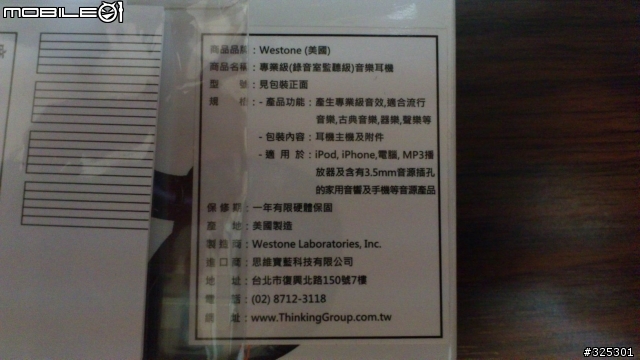 MOBILE01
商品品牌：Westone (美國)
商品名稱：專業級(錄音室監聽級)音樂耳機
型　　號：見包裝正面
規　　格：- 產品功能：產生專業級音效,適合流行
音樂,古典音樂,器樂,聲樂等
- 包裝內容：耳機主機及附件
- 適 用 於：iPod, iPhone,電腦, MP3播
放器及含有3.5mm音源插孔
的家用音響及手機等音源產品
保 修 期：一年有限硬體保固
產　　地：美國製造
製 造 商：Westone Laboratories, Inc.
進 口 商：思維寶藍科技有限公司
地　　址：台北市復興北路150號7樓
電　　話：(02) 8712-3118
網　　址：www.ThinkingGroup.com.tw
#325301